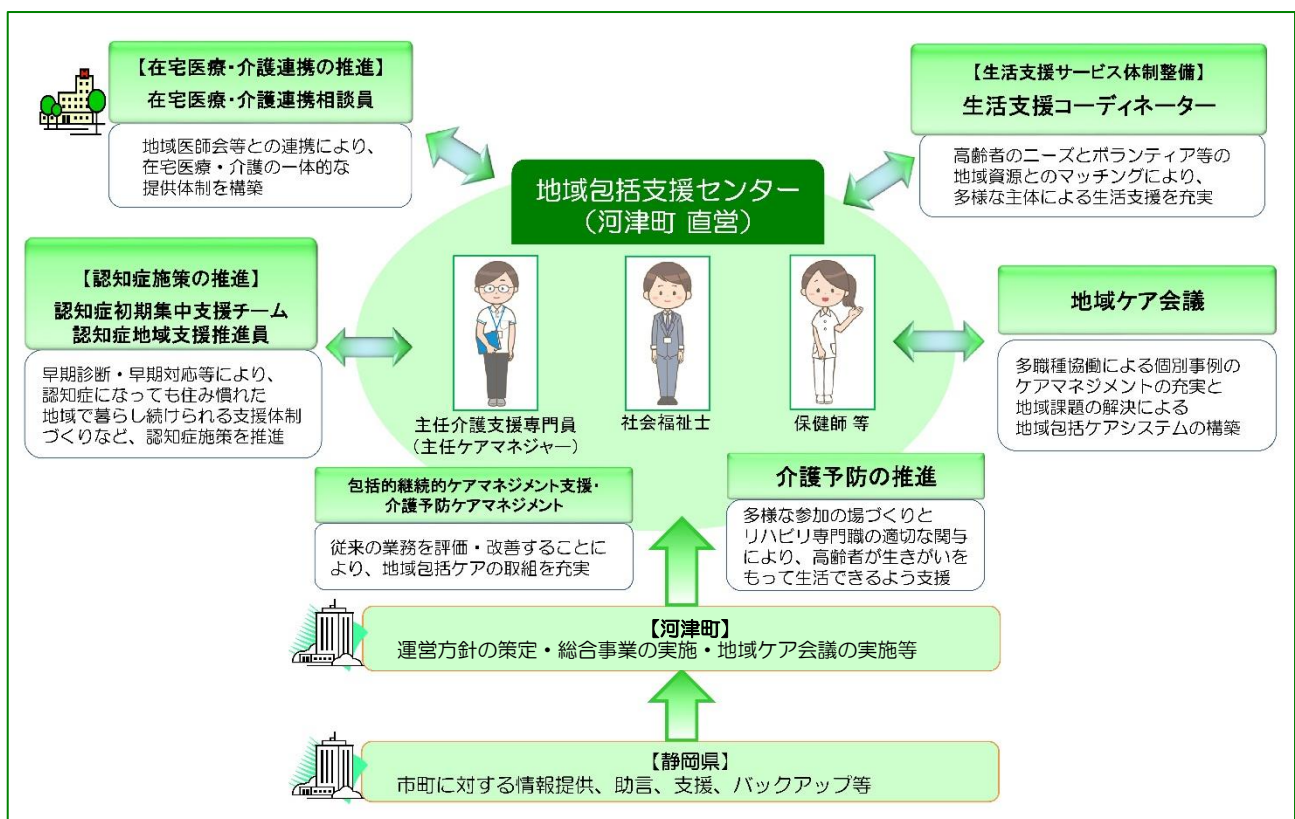 【在宅医療・介護連携の推進】
在宅医療・介護連携相談員
地域医師会等との連携により、
在宅医療・介護の一体的な
提供体制を構築
【生活支援サービス体制整備】
生活支援コーディネーター
高齢者のニーズとボランティア等の
地域資源とのマッチングにより、
多様な主体による生活支援を充実
地域包括支援センター
（河津町 直営）
【認知症施策の推進】
認知症初期集中支援チーム
認知症地域支援推進員
早期診断・早期対応等により、
認知症になっても住み慣れた
地域で暮らし続けられる支援体制
づくりなど、認知症施策を推進
主任介護支援専門員
（主任ケアマネジャー）
社会福祉士
保健師 等
地域ケア会議
多職種協働による個別事例の
ケアマネジメントの充実と
地域課題の解決による
地域包括ケアシステムの構築
包括的継続的ケアマネジメント支援・
介護予防ケアマネジメント
従来の業務を評価・改善することに
より、地域包括ケアの取組を充実
介護予防の推進
多様な参加の場づくりと
リハビリ専門職の適切な関与
により、高齢者が生きがいを
もって生活できるよう支援
【河津町】
運営方針の策定・総合事業の実施・地域ケア会議の実施等
【静岡県】
市町に対する情報提供、助言、支援、バックアップ等